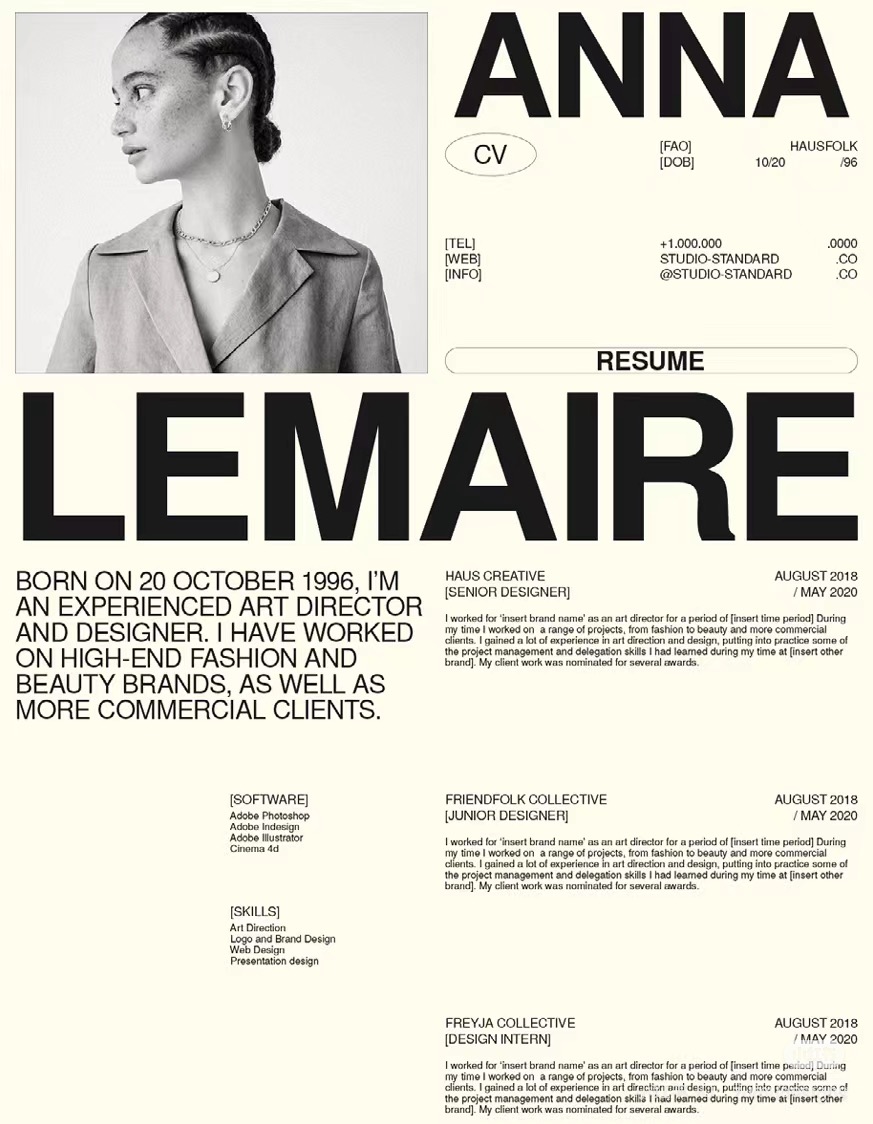 ANNA
CV
[FAO] HAUSFOLK
[DOB] 10/20 /96
[TEL] +1.000.000 .0000
[WEB] STUDIO-STANDARD .CO
[INFO] @STUDIO-STANDARD .CO
RESUME
LEMAIRE
BORN ON 20 OCTOBER 1996, I'M
AN EXPERIENCED ART DIRECTOR
AND DESIGNER. I HAVE WORKED
ON HIGH-END FASHION AND
BEAUTY BRANDS, AS WELL AS
MORE COMMERCIAL CLIENTS.
[SOFTWARE]
Adobe Photoshop
Adobe Indesign
Adobe Illustrator
Cinema 4d
[SKILLS]
Art Direction
Logo and Brand Design
Web Design
Presentation design
HAUS CREATIVE AUGUST 2018
[SENIOR DESIGNER] / MAY 2020
I worked for 'insert brand name' as an art director for a period of [insert time period] During
my time I worked on a range of projects, from fashion to beauty and more commercial
clients. I gained a lot of experience in art direction and design, putting into practice some of
the project management and delegation skills I had learned during my time at [insert other
brand]. My client work was nominated for several awards.
FRIENDFOLK COLLECTIVE AUGUST 2018
[JUNIOR DESIGNER] / MAY 2020
I worked for 'insert brand name' as an art director for a period of [insert time period] During
my time I worked on a range of projects, from fashion to beauty and more commercial
clients. I gained a lot of experience in art direction and design, putting into practice some of
the project management and delegation skills I had learned during my time at [insert other
brand]. My client work was nominated for several awards.
FREYJA COLLECTIVE AUGUST 2018
[DESIGN INTERN] / MAY 2020
I worked for 'insert brand name' as an art director for a period of [insert time period] During
my time I worked on a range of projects, from fashion to beauty and more commercial
clients. I gained a lot of experience in art direction and design, putting into practice some of
the project management and delegation skills I had learned during my time at [insert other
brand]. My client work was nominated for several awards.